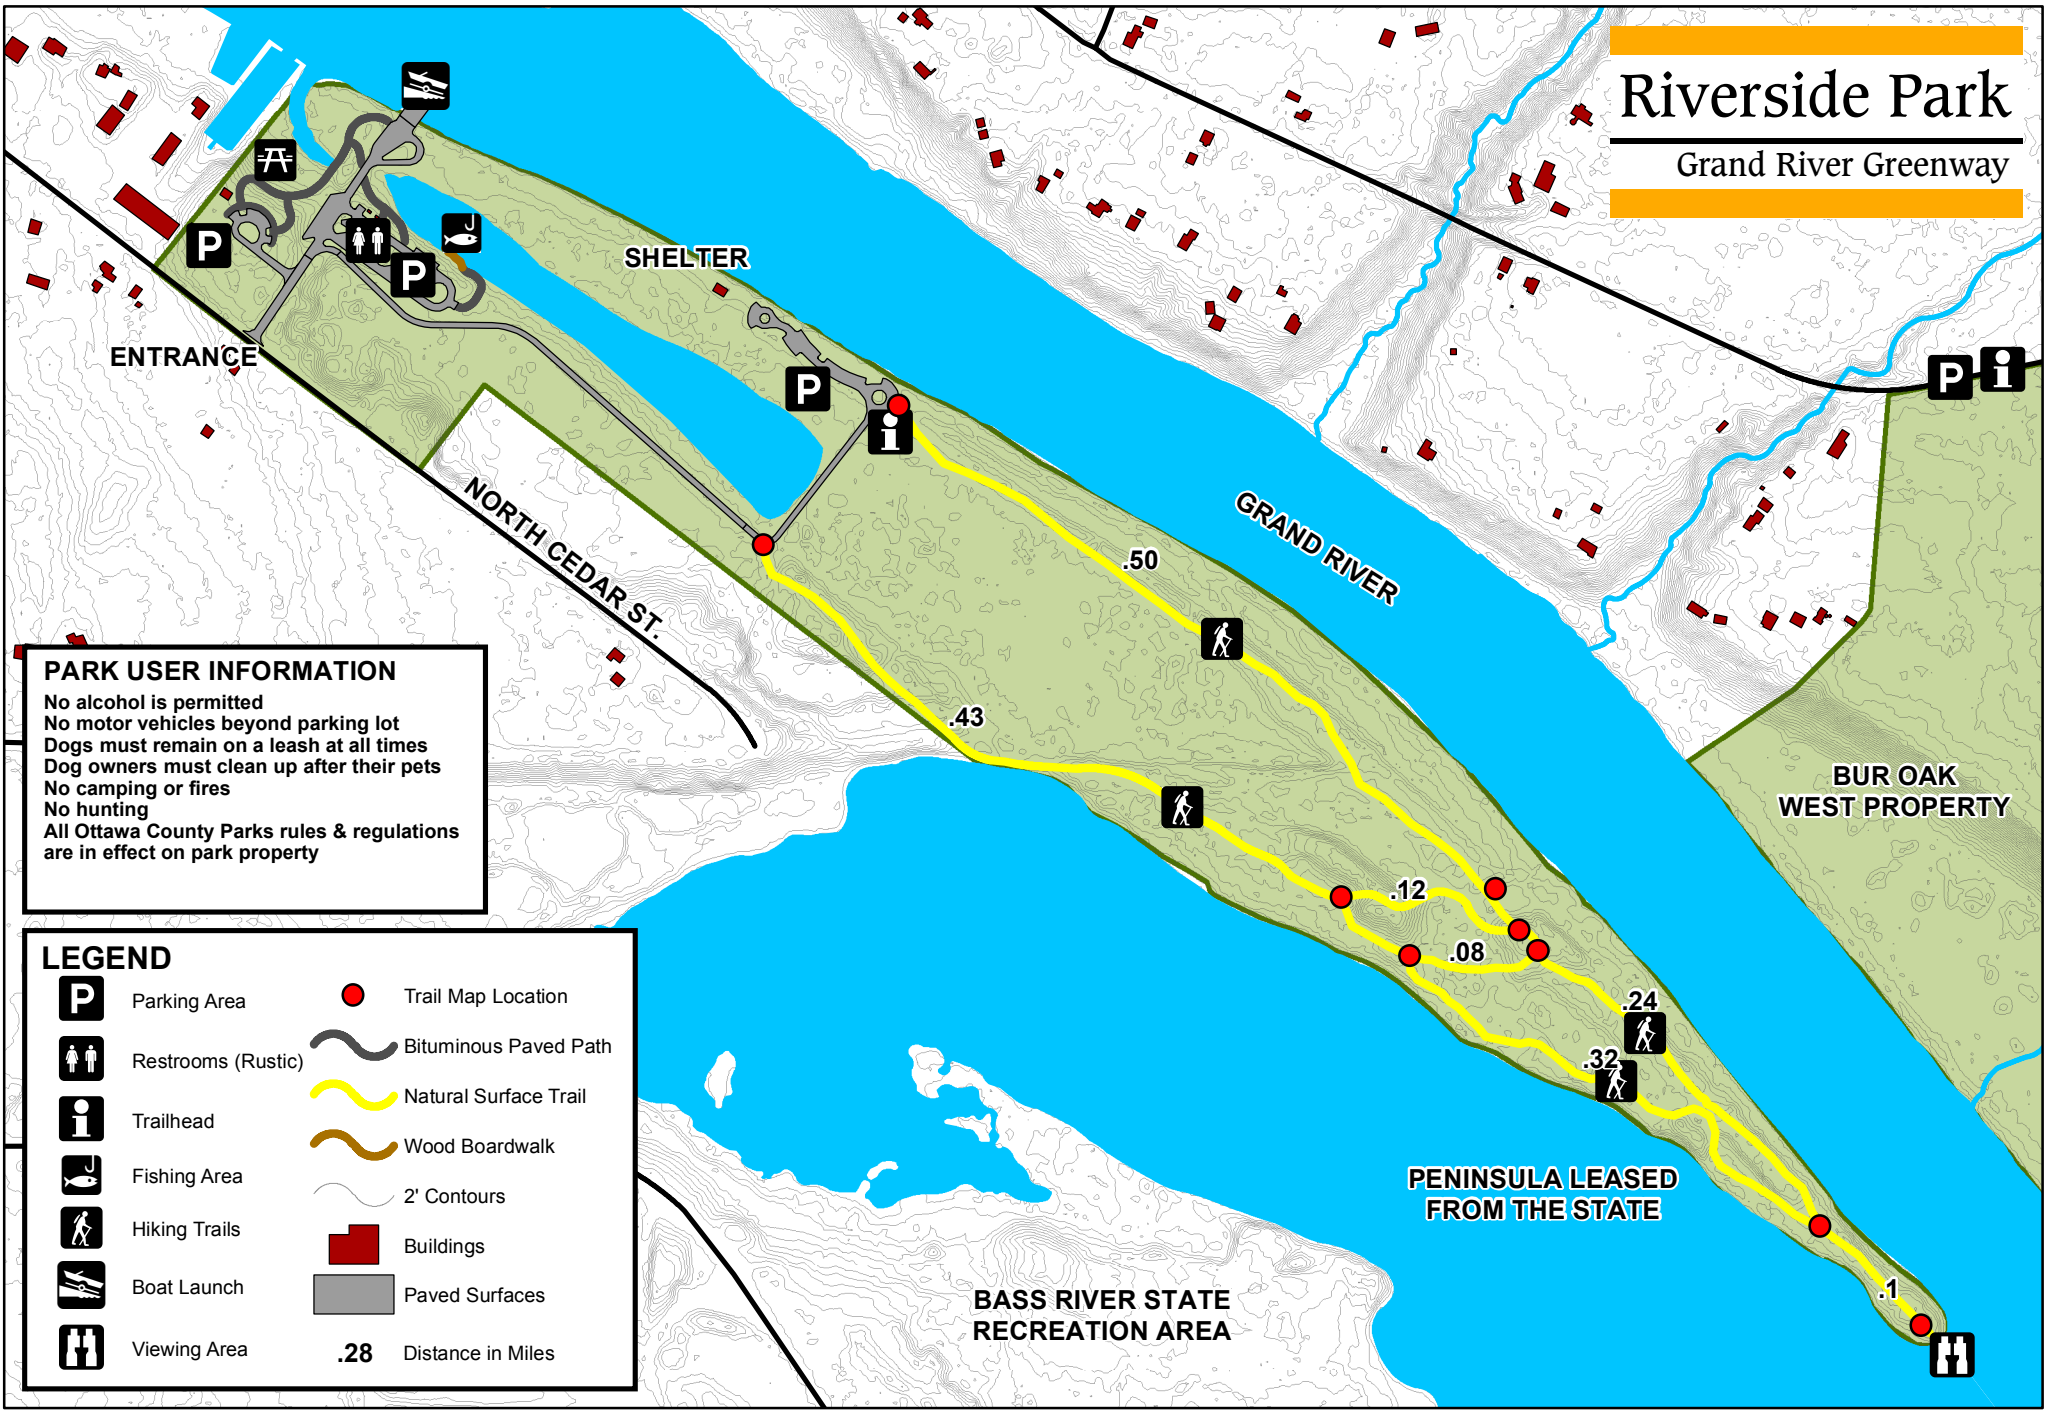 Riverside Park
Grand River Greenway
SHELTER
P
P
ENTRANCE
P
P
NORTH CEDAR ST.
GRAND RIVER
.50
.43
BUR OAK
WEST PROPERTY
.12
.08
.24
.32
PENINSULA LEASED
FROM THE STATE
.1
BASS RIVER STATE
RECREATION AREA
PARK USER INFORMATION
No alcohol is permitted
No motor vehicles beyond parking lot
Dogs must remain on a leash at all times
Dog owners must clean up after their pets
No camping or fires
No hunting
All Ottawa County Parks rules & regulations
are in effect on park property
LEGEND
P Parking Area
Restrooms (Rustic)
Trailhead
Fishing Area
Hiking Trails
Boat Launch
Viewing Area
Trail Map Location
Bituminous Paved Path
Natural Surface Trail
Wood Boardwalk
2' Contours
Buildings
Paved Surfaces
.28 Distance in Miles